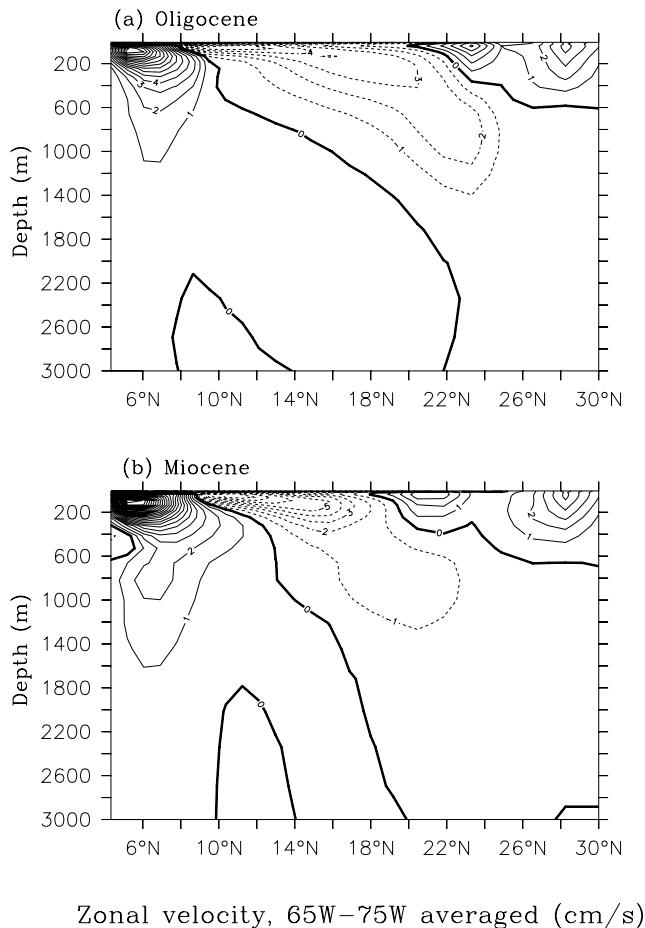 (a) Oligocene
200
600
1000
1400
1800
2200
2600
3000
Depth (m)
6°N 10°N 14°N 18°N 22°N 26°N 30°N
(b) Miocene
200
600
1000
1400
1800
2200
2600
3000
Depth (m)
6°N 10°N 14°N 18°N 22°N 26°N 30°N
Zonal velocity, 65W-75W averaged (cm/s)